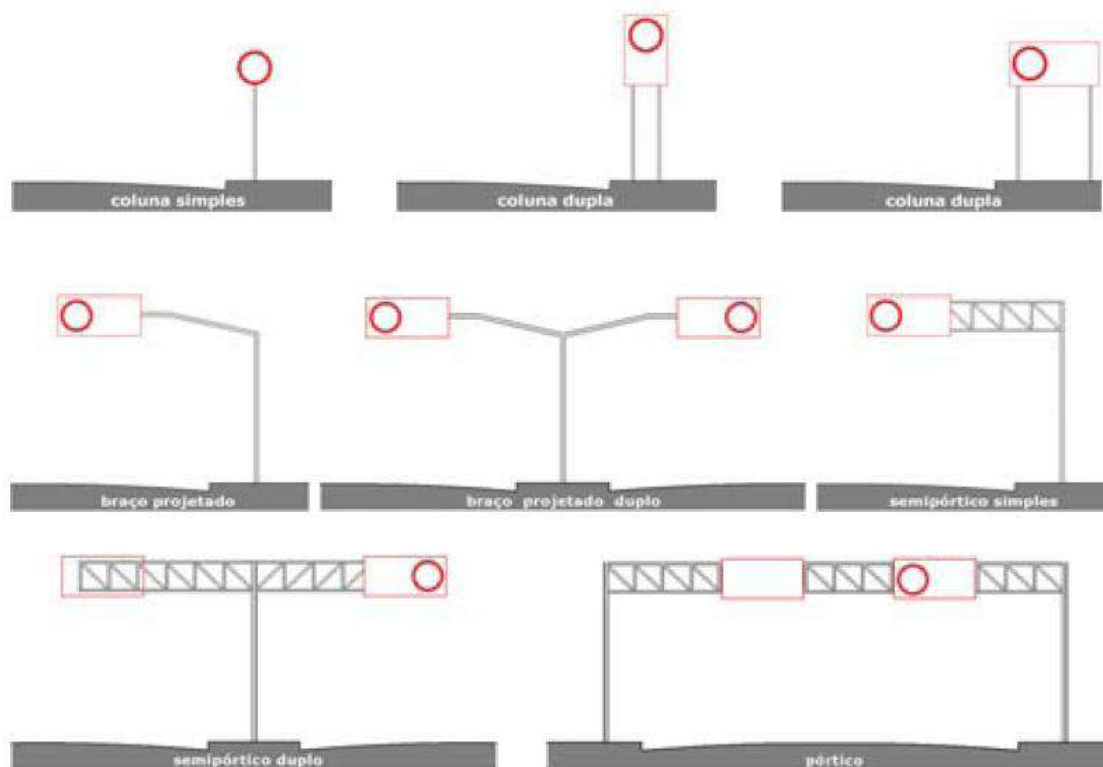 coluna simples
coluna dupla
coluna dupla
braço projetado
braço projetado duplo
semipórtico simples
semipórtico duplo
pórtico